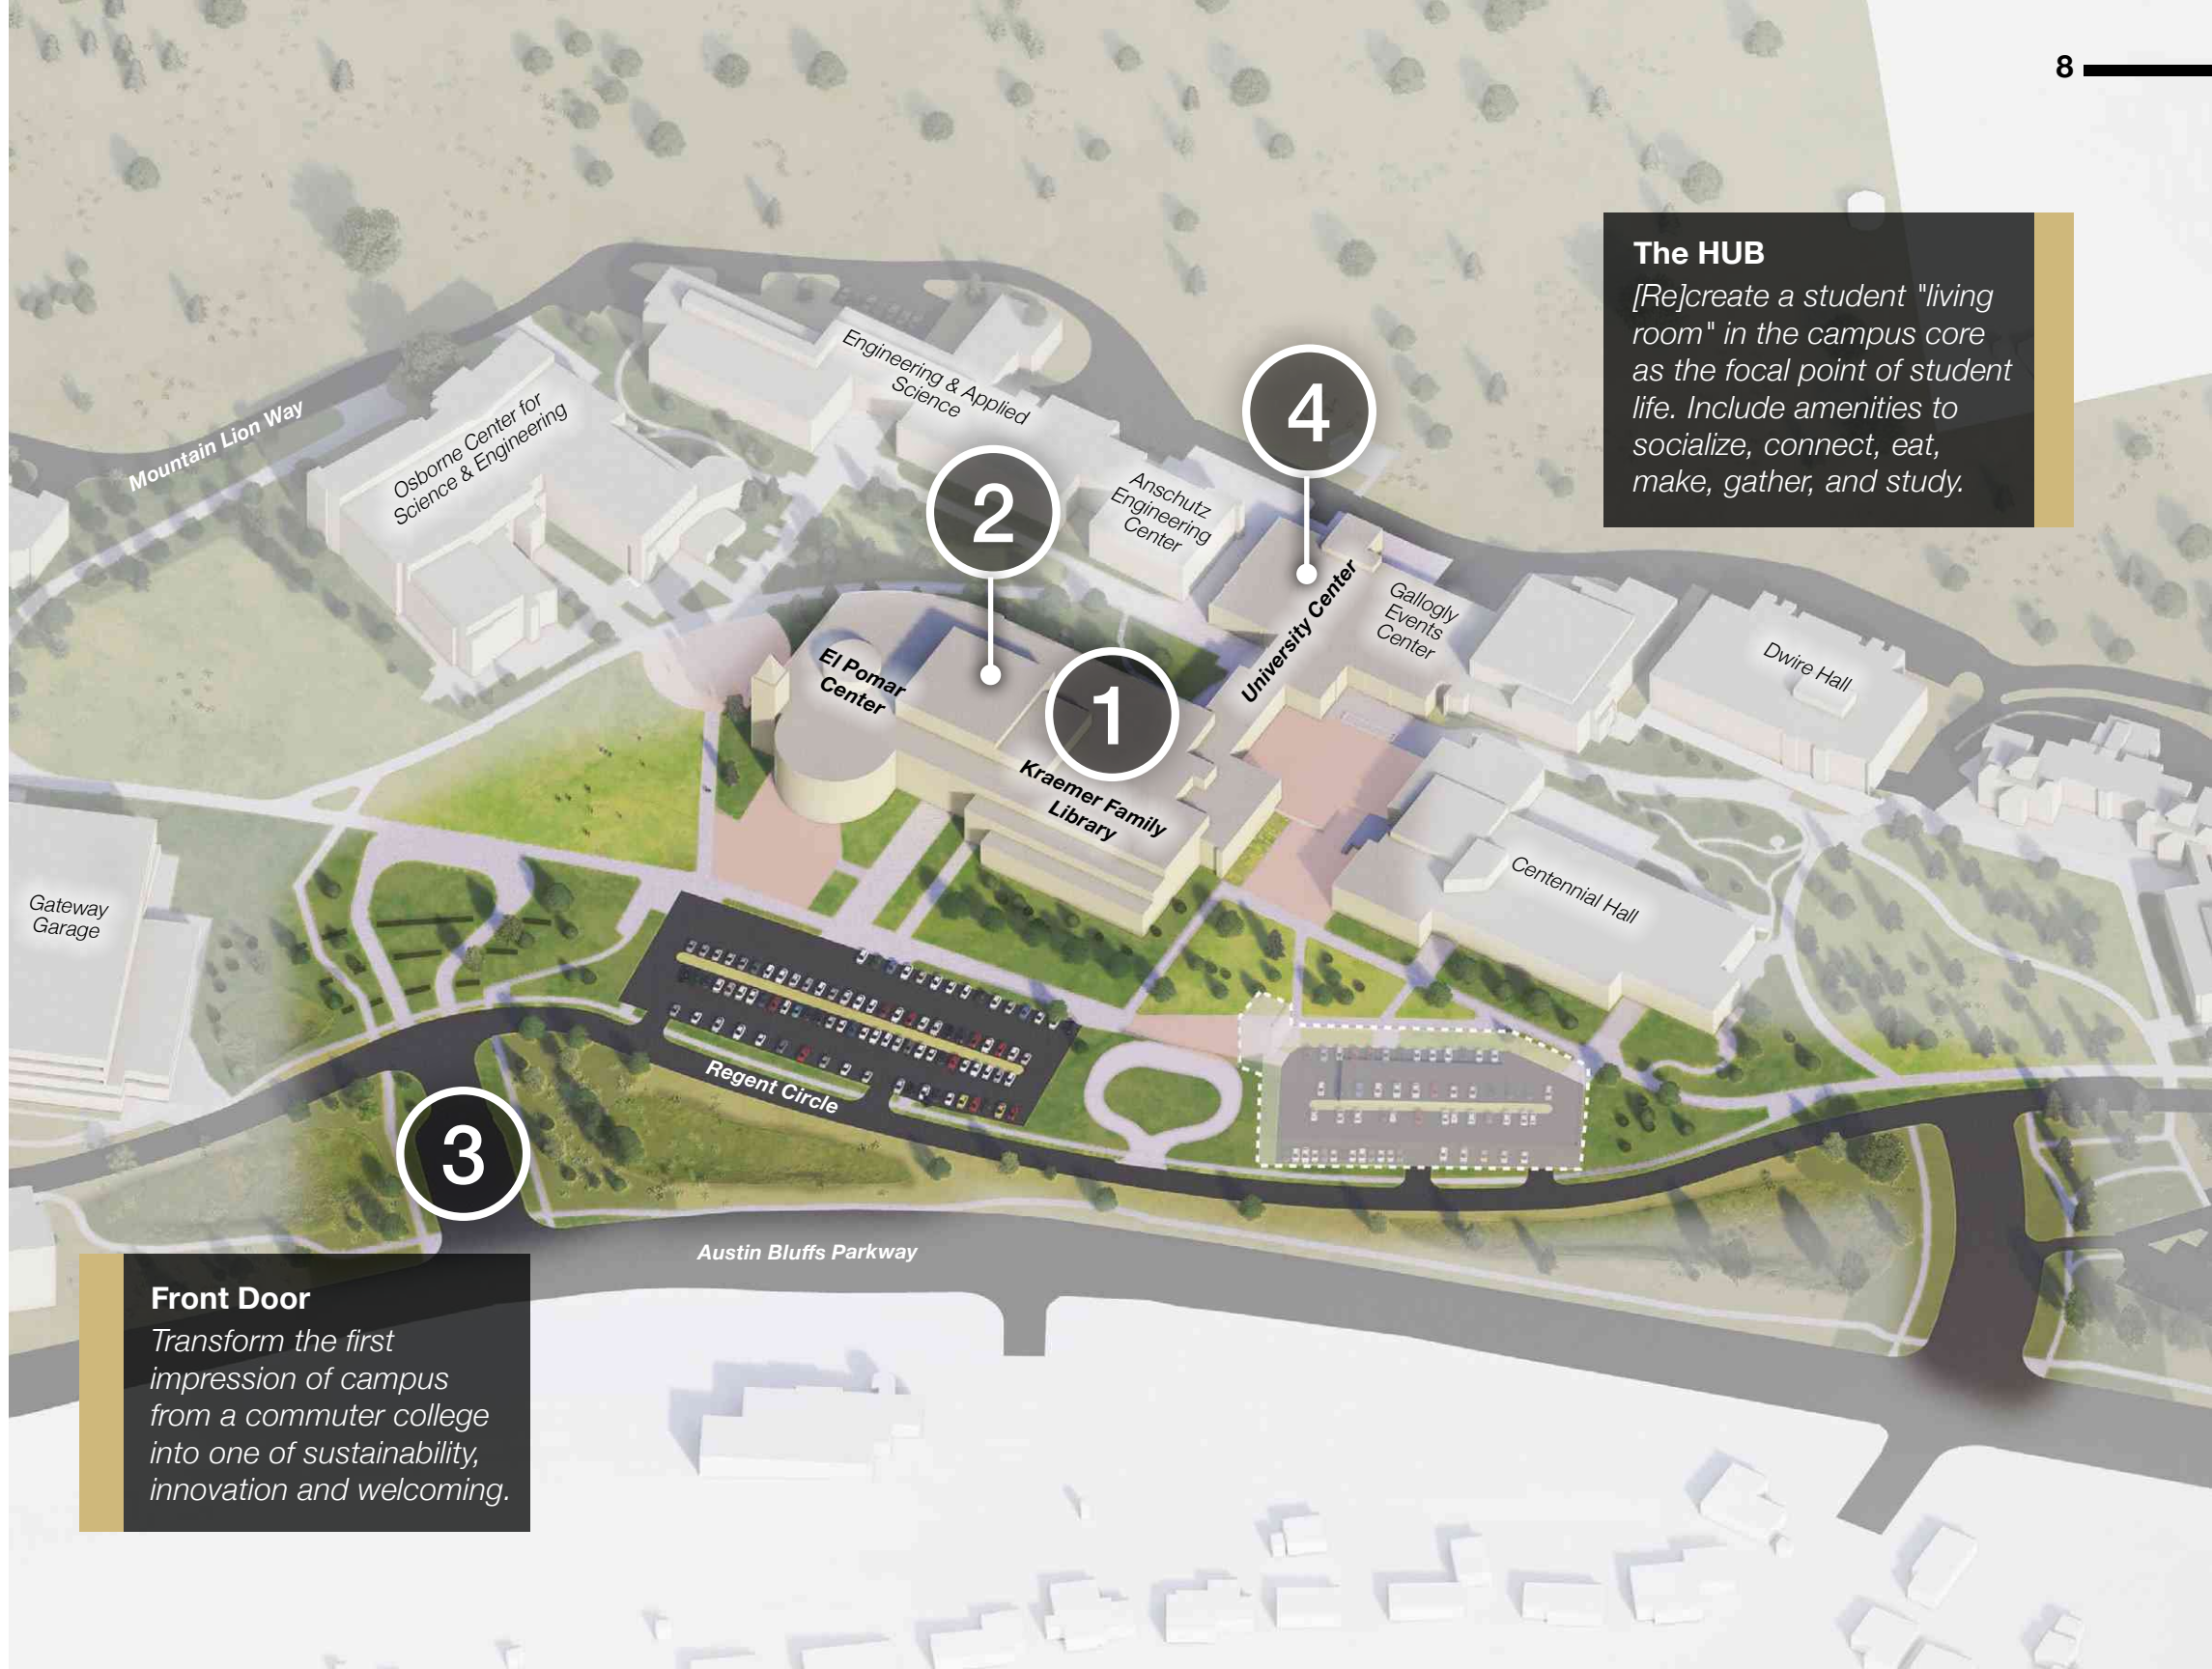 8
The HUB
[Re]create a student "living
room" in the campus core
as the focal point of student
life. Include amenities to
socialize, connect, eat,
make, gather, and study.
Mountain Lion Way
Osborne Center for
Science & Engineering
Engineering & Applied
Science
4
2
Anschutz
Engineering
Center
University Center
Gallogly
Events
Center
Dwire Hall
El Pomar
Center
1
Kraemer Family
Library
Centennial Hall
Gateway
Garage
Regent Circle
3
Austin Bluffs Parkway
Front Door
Transform the first
impression of campus
from a commuter college
into one of sustainability,
innovation and welcoming.